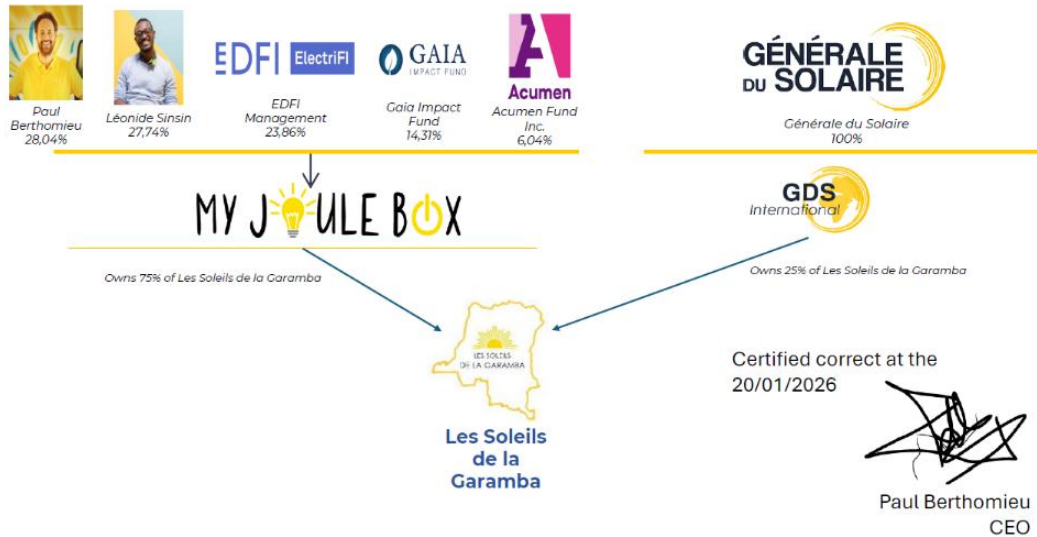 EDFI ElectriFI
GAIA
IMPACT FUND
Acumen
GÉNÉRALE
DU SOLAIRE
Paul
Berthomieu
28,04%
Léonide Sinsin
27,74%
EDFI
Management
23,86%
Gaia Impact
Fund
14,31%
Acumen Fund
Inc.
6,04%
Générale du Solaire
100%
MY JOULE BOX
GDS
International
Owns 75% of Les Soleils de la Garamba
Owns 25% of Les Soleils de la Garamba
LES SOLEILS
DE LA GARAMBA
Les Soleils
de la
Garamba
Certified correct at the
20/01/2026
Paul Berthomieu
CEO